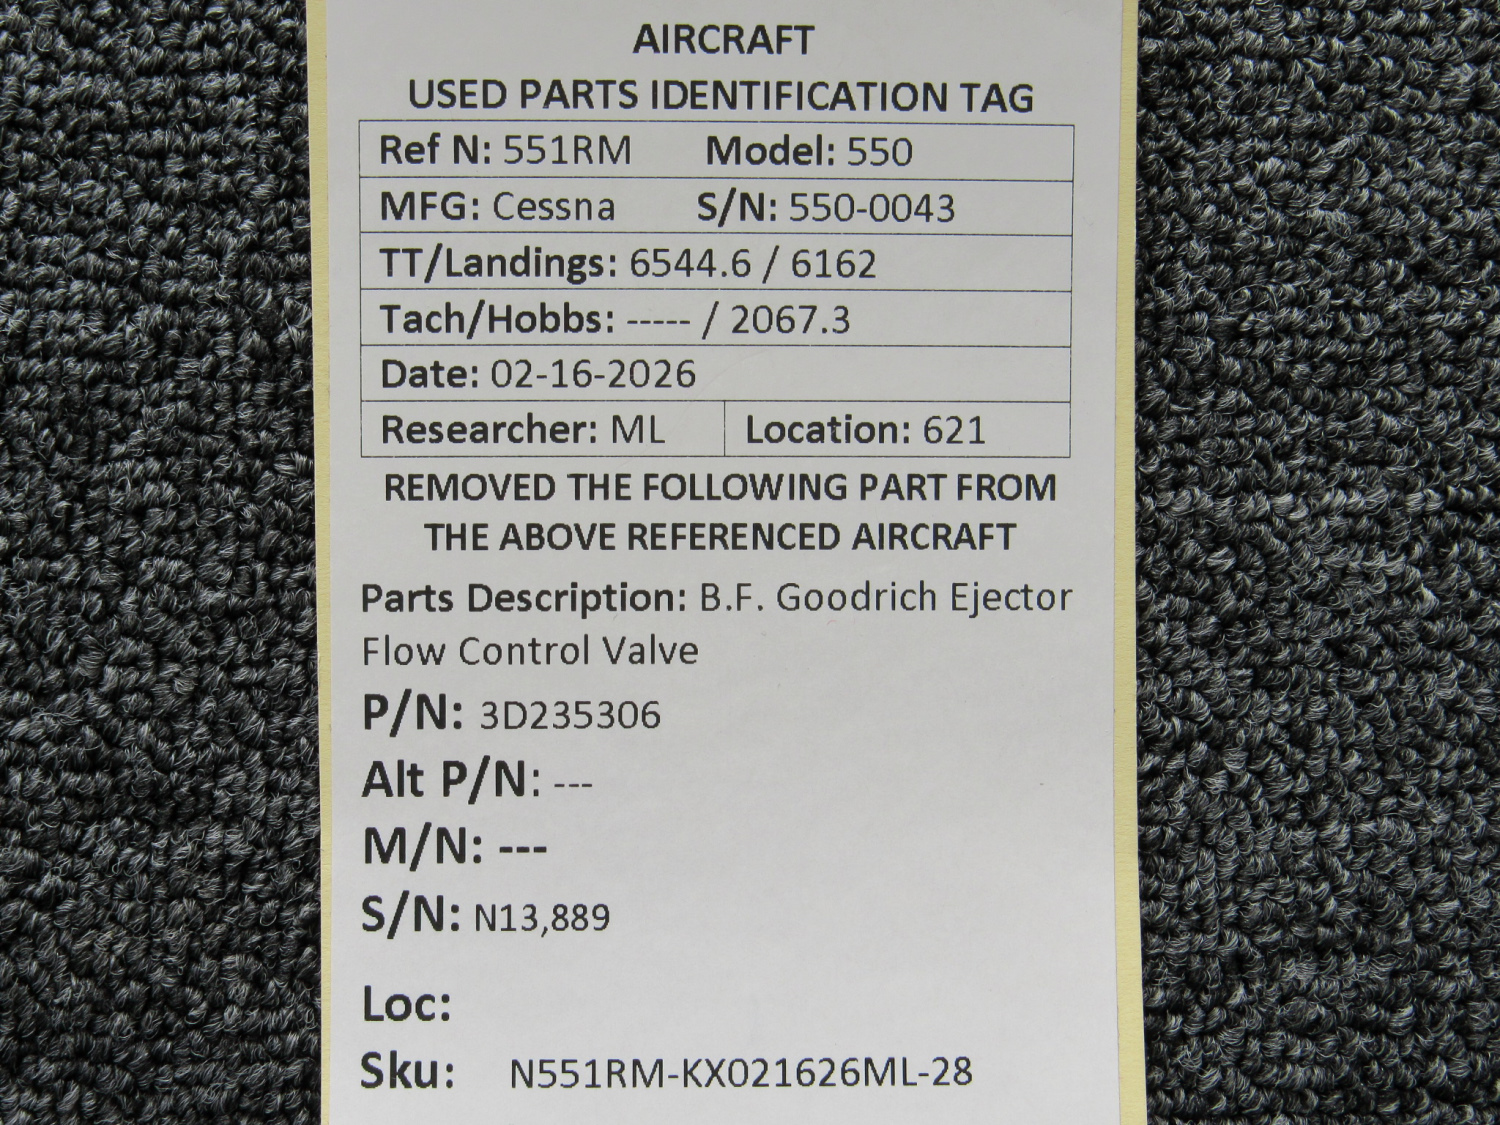 AIRCRAFT
USED PARTS IDENTIFICATION TAG
Ref N: 551RM Model: 550
MFG: Cessna S/N: 550-0043
TT/Landings: 6544.6 / 6162
Tach/Hobbs: ----- / 2067.3
Date: 02-16-2026
Researcher: ML Location: 621
REMOVED THE FOLLOWING PART FROM
THE ABOVE REFERENCED AIRCRAFT
Parts Description: B.F. Goodrich Ejector
Flow Control Valve
P/N: 3D235306
Alt P/N: ---
M/N: ---
S/N: N13,889
Loc:
Sku: N551RM-KX021626ML-28